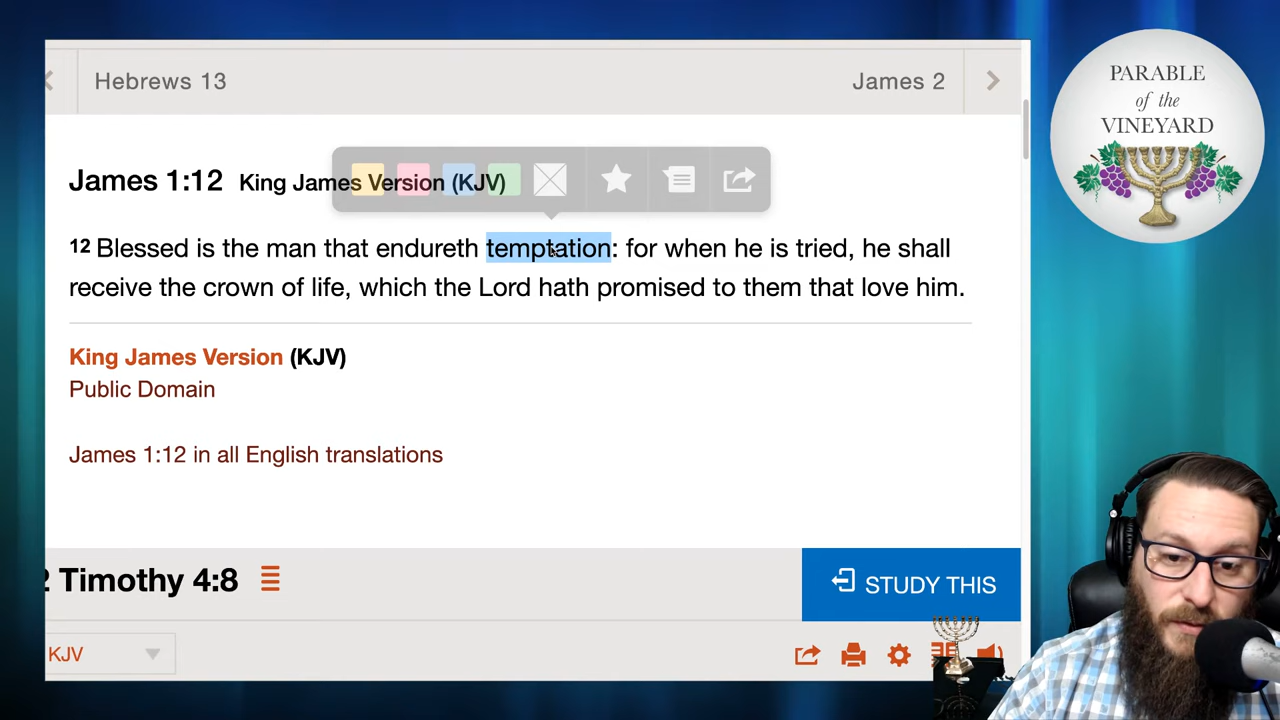 Hebrews 13
James 2
PARABLE
of the
VINEYARD
James 1:12 King James Version (KJV)
12 Blessed is the man that endureth temptation: for when he is tried, he shall
receive the crown of life, which the Lord hath promised to them that love him.
King James Version (KJV)
Public Domain
James 1:12 in all English translations
2 Timothy 4:8
STUDY THIS
KJV